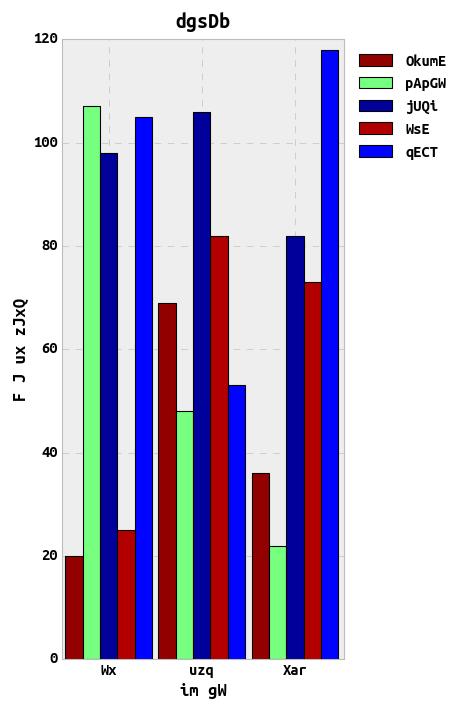 dgsDb
120
100
80
60
40
20
0
F J ux zJxQ
Wx uzq Xar
im gW
OkumE
pApGW
jUQi
WsE
qECT